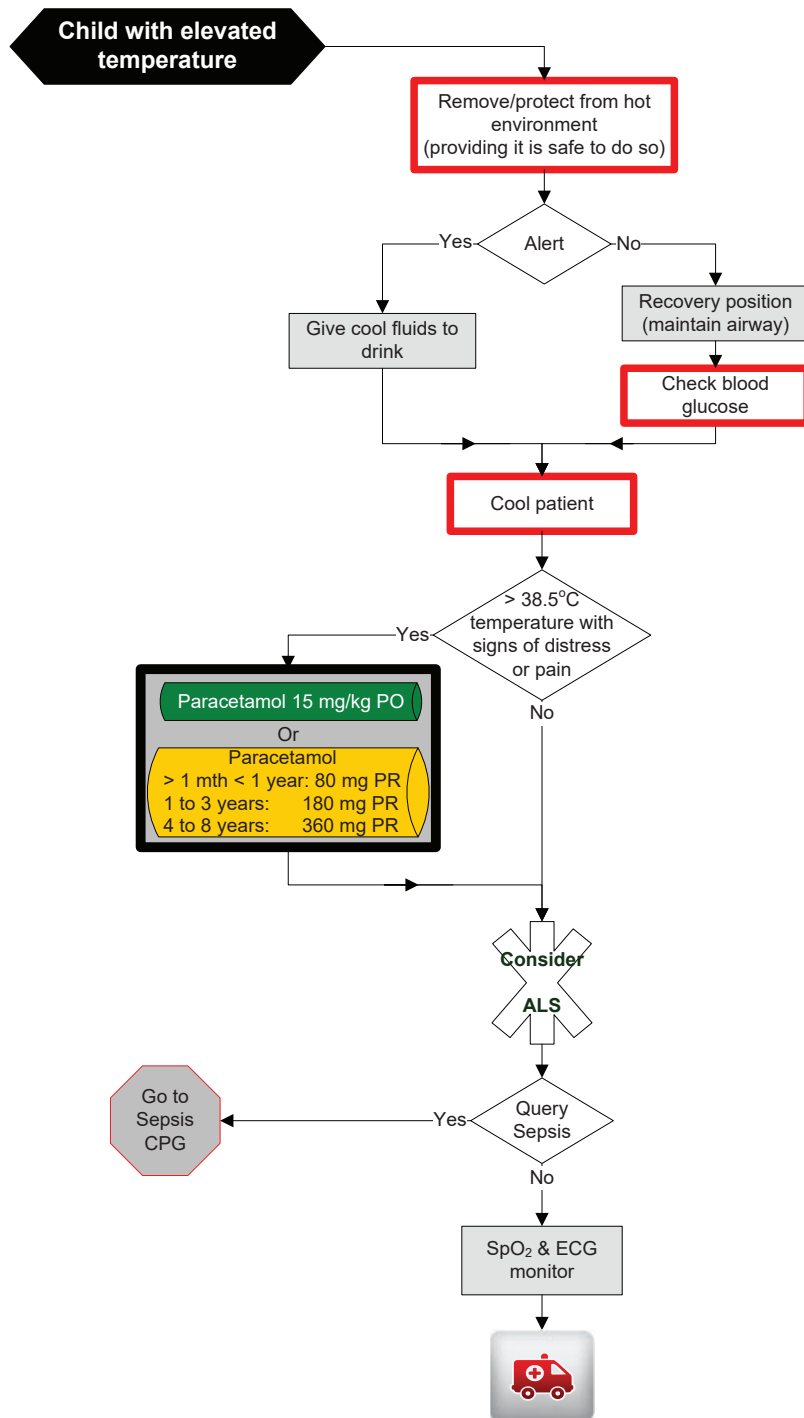 Child with elevated
temperature
Remove/protect from hot
environment
(providing it is safe to do so)
Alert
Yes
No
Give cool fluids to
drink
Recovery position
(maintain airway)
Check blood
glucose
Cool patient
> 38.5°C
temperature with
signs of distress
or pain
Yes
No
Paracetamol 15 mg/kg PO
Or
Paracetamol
> 1 mth < 1 year: 80 mg PR
1 to 3 years: 180 mg PR
4 to 8 years: 360 mg PR
Consider
ALS
Query
Sepsis
Yes
No
Go to
Sepsis
CPG
SpO₂ & ECG
monitor